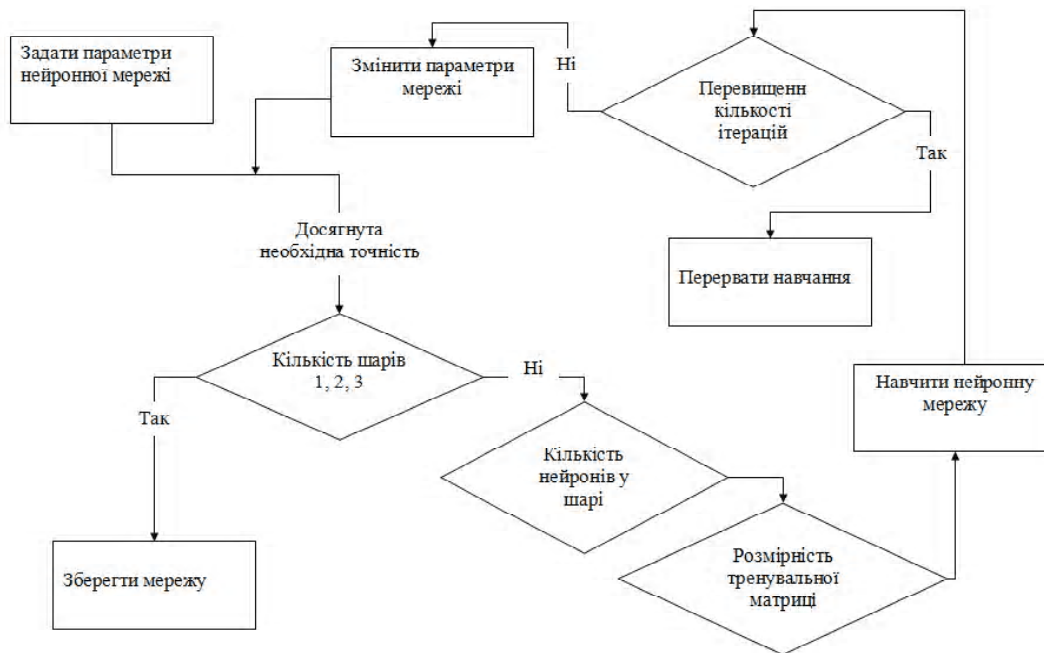 Задати параметри
нейронної мережі
Змінити параметри
мережі
Ні
Перевищенн
кількості
ітерацій
Так
Досягнута
необхідна точність
Перервати навчання
Кількість шарів
1, 2, 3
Ні
Навчити нейронну
мережу
Так
Кількість
нейронів у
шарі
Зберегти мережу
Розмірність
тренувальної
матриці